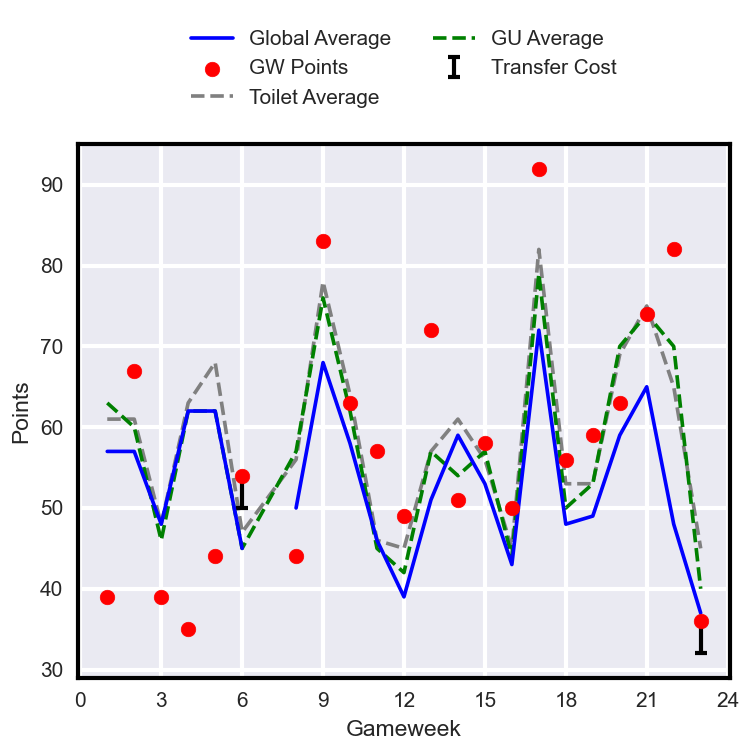 Global Average
GW Points
Toilet Average
GU Average
Transfer Cost
Points
90
80
70
60
50
40
30
0 3 6 9 12 15 18 21 24
Gameweek